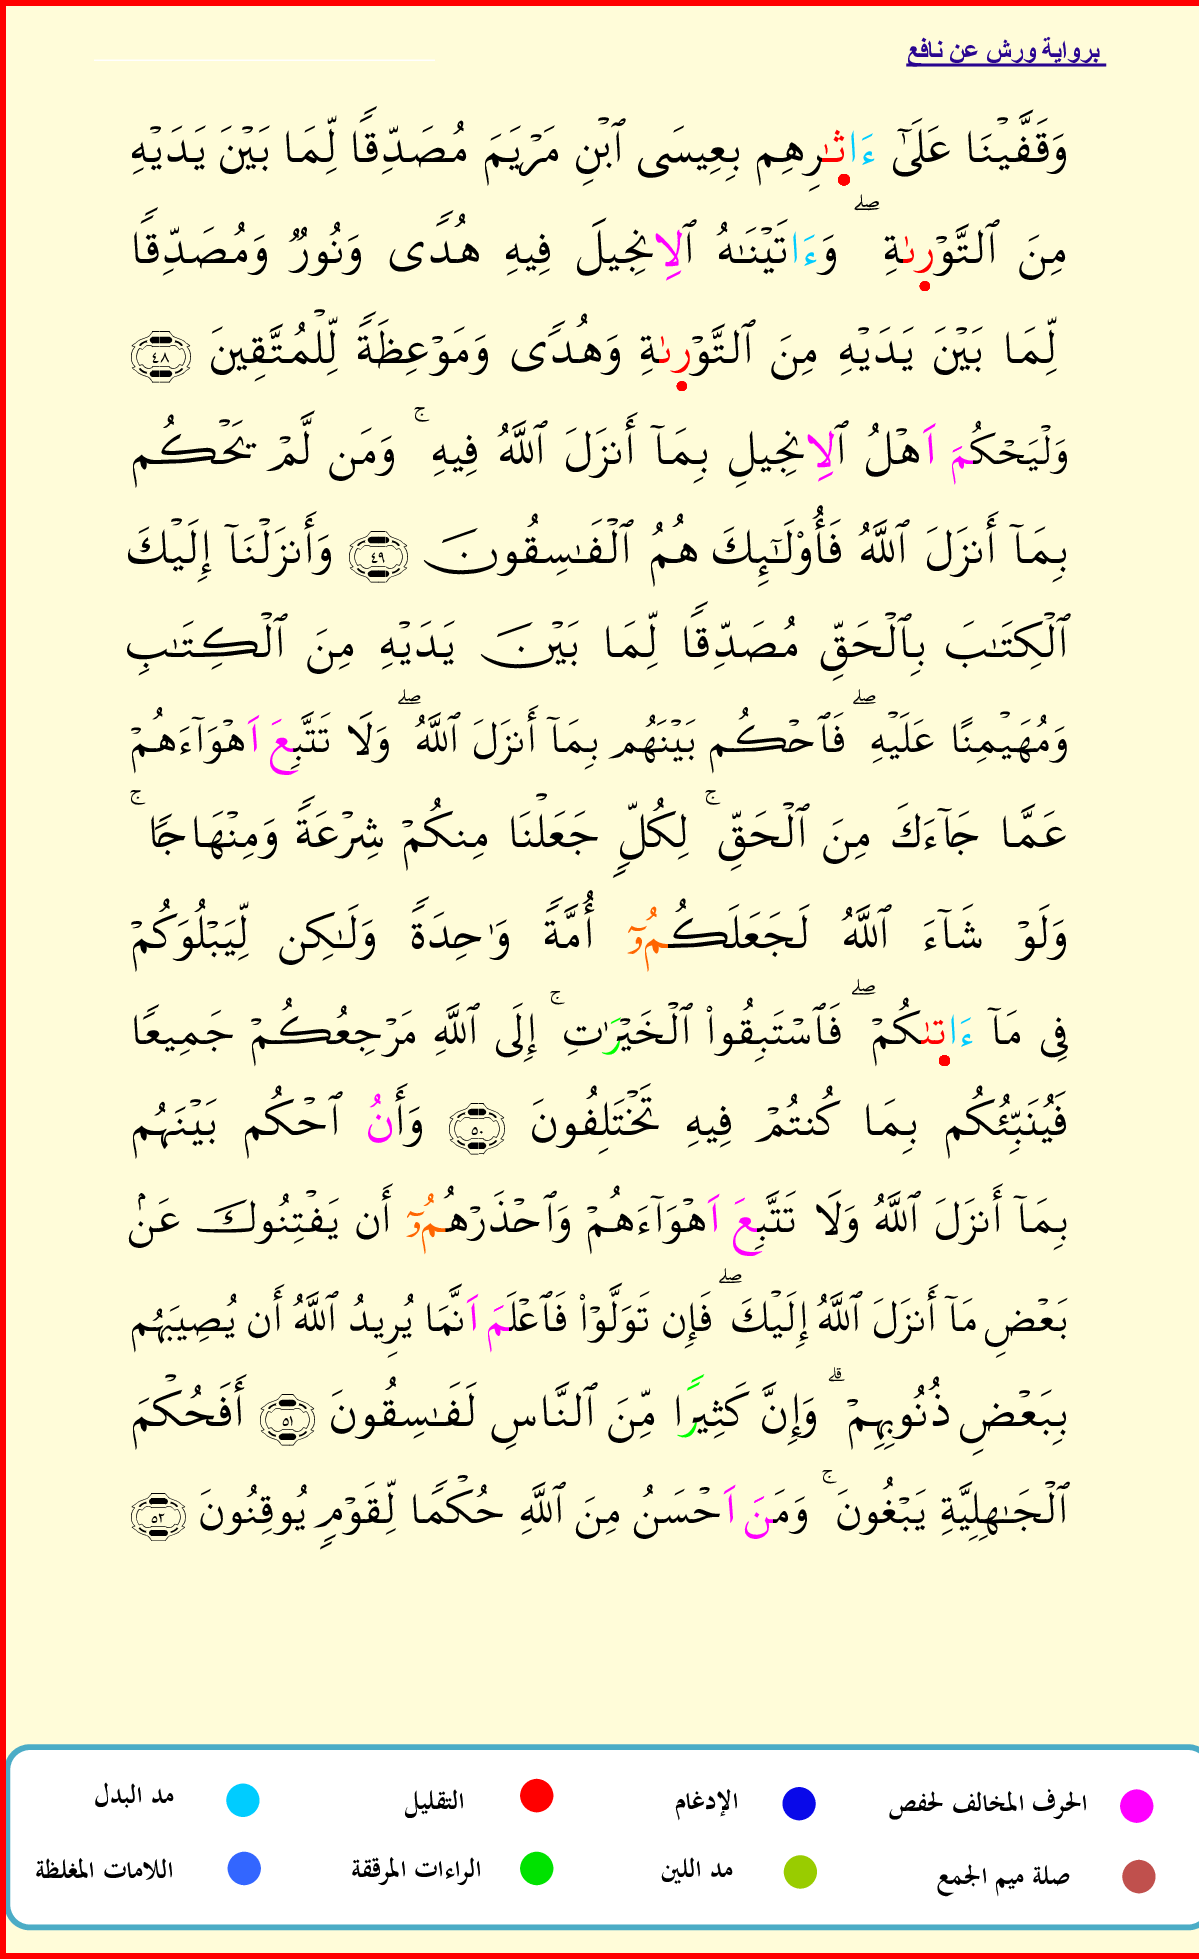 برواية ورش عن نافع
وَقَفَّيْنَا عَلَىٰٓ ءَاثٰ۪رِهِم بِعِيسَى ٱبْنِ مَرْيَمَ مُصَدِّقًا لِّمَا بَيْنَ يَدَيْهِ
مِنَ ٱلتَّوْر۪ىٰةِ ۖ وَءَاتَيْنَٰهُ ٱلِانجِيلَ فِيهِ هُدًى وَنُورٌ وَمُصَدِّقًا
لِّمَا بَيْنَ يَدَيْهِ مِنَ ٱلتَّوْر۪ىٰةِ وَهُدًى وَمَوْعِظَةً لِّلْمُتَّقِينَ ٤٨
وَلْيَحْكُمَ اَهْلُ ٱلِانجِيلِ بِمَآ أَنزَلَ ٱللَّهُ فِيهِ ۚ وَمَن لَّمْ يَحْكُم
بِمَآ أَنزَلَ ٱللَّهُ فَأُوْلَٰٓئِكَ هُمُ ٱلْفَٰسِقُونَ ٤٩ وَأَنزَلْنَآ إِلَيْكَ
ٱلْكِتَٰبَ بِٱلْحَقِّ مُصَدِّقًا لِّمَا بَيْنَ يَدَيْهِ مِنَ ٱلْكِتَٰبِ
وَمُهَيْمِنًا عَلَيْهِ ۖ فَٱحْكُم بَيْنَهُم بِمَآ أَنزَلَ ٱللَّهُ ۖ وَلَا تَتَّبِعَ اَهْوَآءَهُمْ
عَمَّا جَآءَكَ مِنَ ٱلْحَقِّ ۚ لِكُلٍّ جَعَلْنَا مِنكُمْ شِرْعَةً وَمِنْهَاجًا ۚ
وَلَوْ شَآءَ ٱللَّهُ لَجَعَلَكُمُۥٓ أُمَّةً وَٰحِدَةً وَلَٰكِن لِّيَبْلُوَكُمْ
فِى مَآ ءَات۪ىٰكُمْ ۖ فَٱسْتَبِقُوا۟ ٱلْخَيْرَٰتِ ۚ إِلَى ٱللَّهِ مَرْجِعُكُمْ جَمِيعًا
فَيُنَبِّئُكُم بِمَا كُنتُمْ فِيهِ تَخْتَلِفُونَ ٥٠ وَأَنُ ٱحْكُم بَيْنَهُم
بِمَآ أَنزَلَ ٱللَّهُ وَلَا تَتَّبِعَ اَهْوَآءَهُمْ وَٱحْذَرْهُمُۥٓ أَن يَفْتِنُوكَ عَنۢ
بَعْضِ مَآ أَنزَلَ ٱللَّهُ إِلَيْكَ ۖ فَإِن تَوَلَّوْا۟ فَٱعْلَمَ اَنَّمَا يُرِيدُ ٱللَّهُ أَن يُصِيبَهُم
بِبَعْضِ ذُنُوبِهِمْ ۗ وَإِنَّ كَثِيرًا مِّنَ ٱلنَّاسِ لَفَٰسِقُونَ ٥١ أَفَحُكْمَ
ٱلْجَٰهِلِيَّةِ يَبْغُونَ ۚ وَمَنَ اَحْسَنُ مِنَ ٱللَّهِ حُكْمًا لِّقَوْمٍ يُوقِنُونَ ٥٢
الحرف المخالف لحفص الإدغام التقليل مد البدل
صلة ميم الجمع مد اللين الراءات المرققة اللامات المغلظة